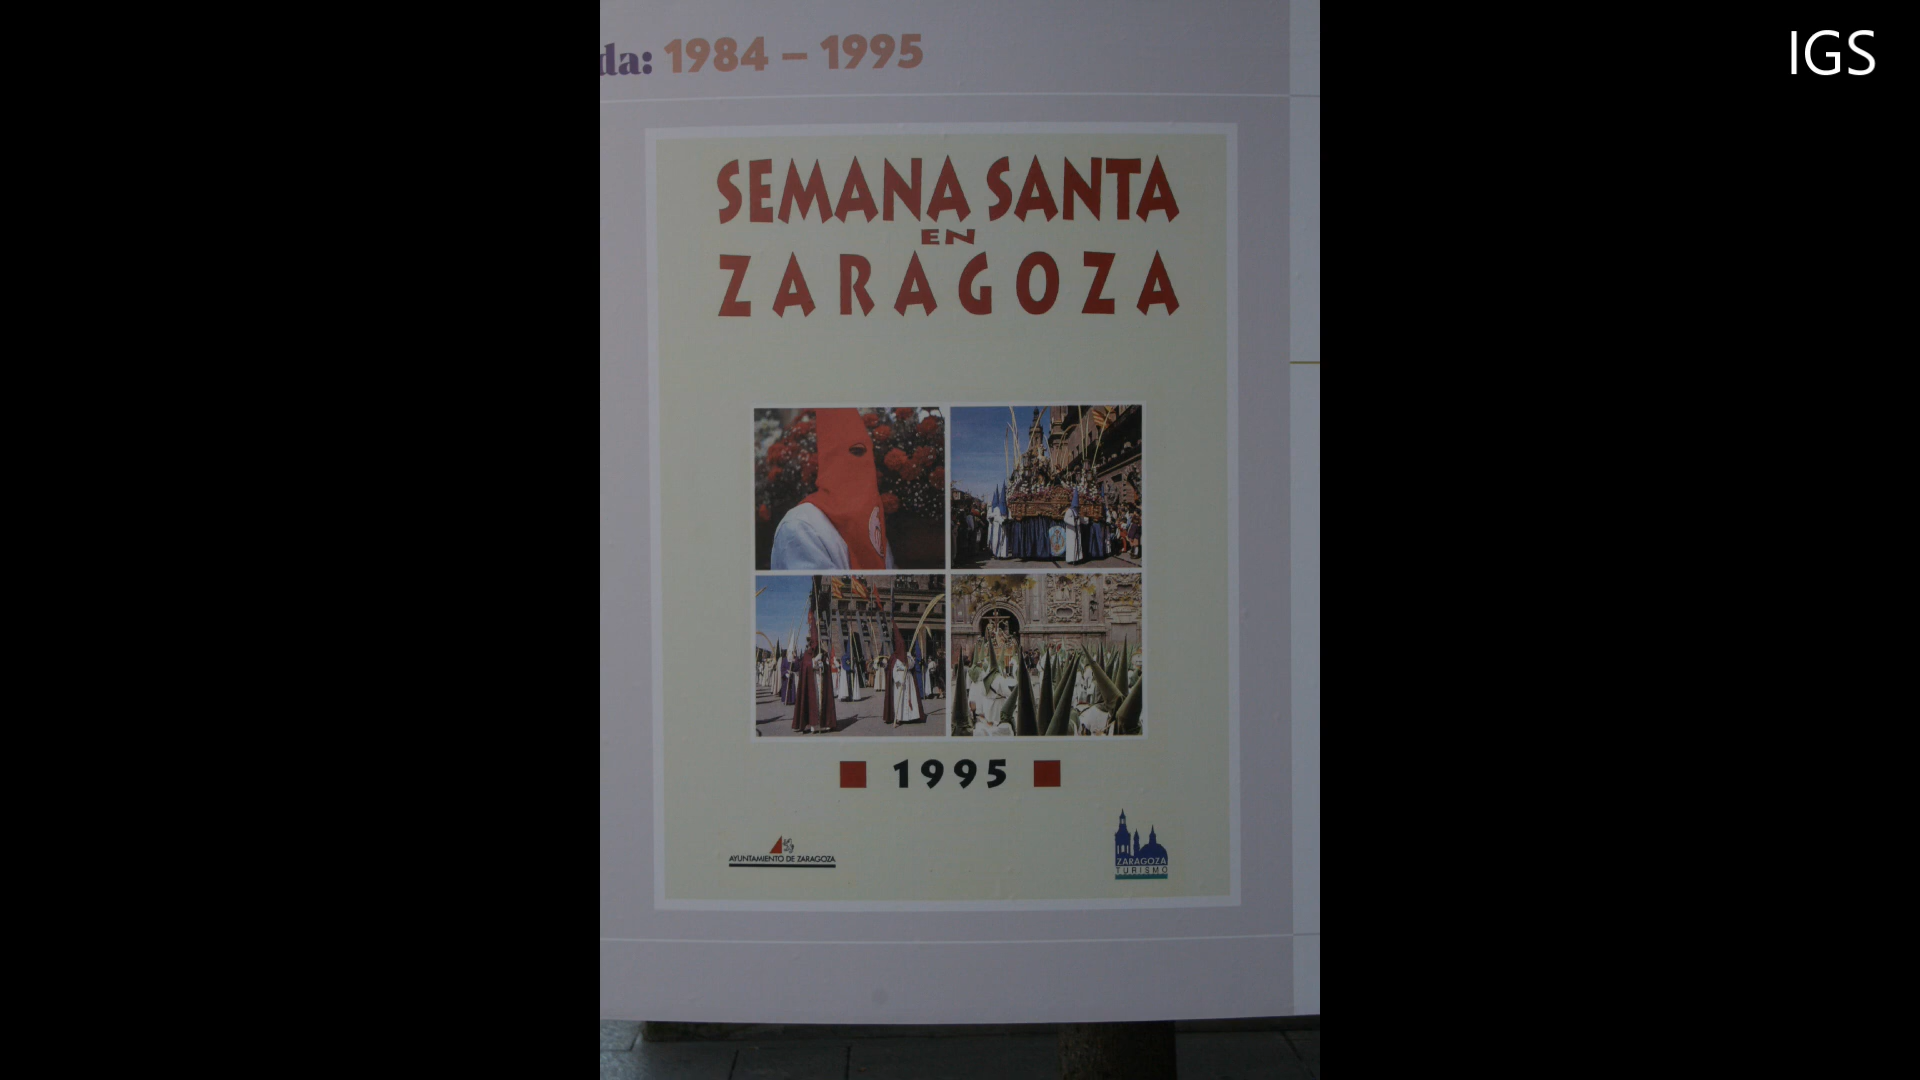 IGS
da: 1984 – 1995
SEMANA SANTA
EN
ZARAGOZA
1995
AYUNTAMIENTO DE ZARAGOZA
ZARAGOZA
TURISMO